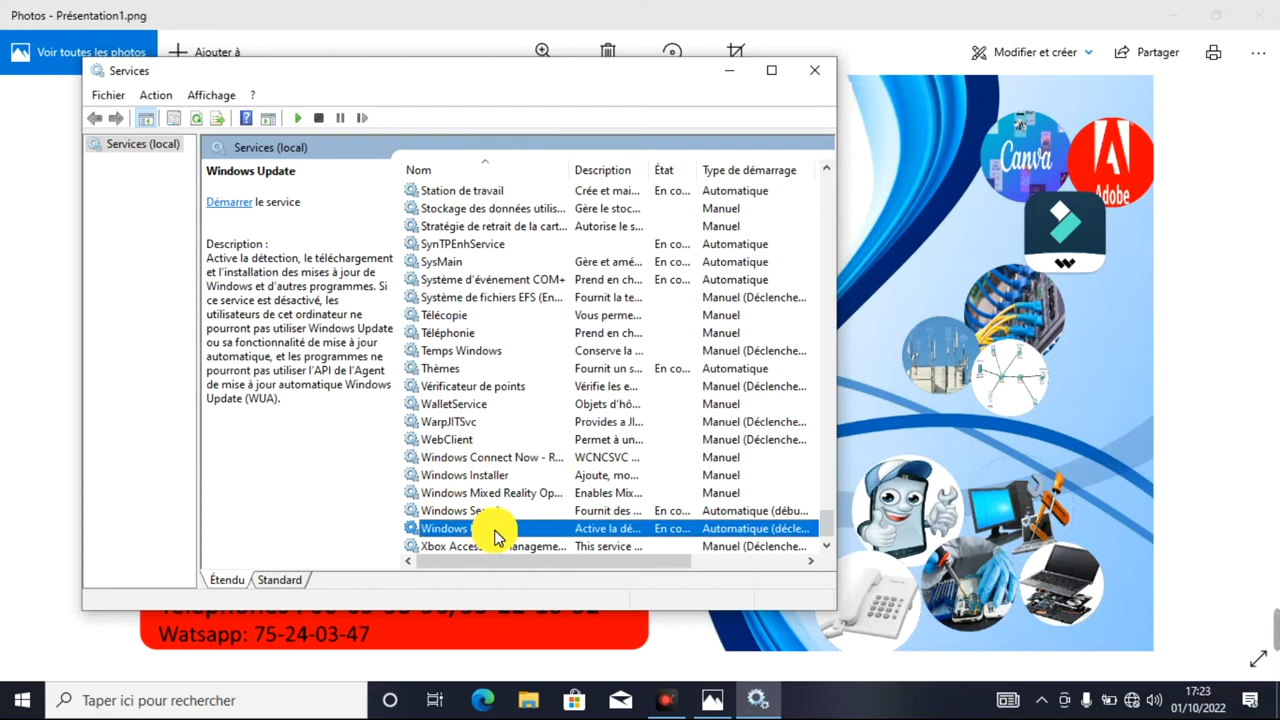 Photos - Présentation1.png
Voir toutes les photos
Ajouter à
Modifier et créer
Partager
Services
Fichier Action Affichage ?
Services (local)
Services (local)
Windows Update
Démarrer le service
Description :
Active la détection, le téléchargement
et l'installation des mises à jour de
Windows et d'autres programmes. Si
ce service est désactivé, les
utilisateurs de cet ordinateur ne
pourront pas utiliser Windows Update
ou sa fonctionnalité de mise à jour
automatique, et les programmes ne
pourront pas utiliser l'API de l'Agent
de mise à jour automatique Windows
Update (WUA).
Nom Description État Type de démarrage
Station de travail Crée et mai... En co... Automatique
Stockage des données utilis... Gère le stoc... Manuel
Stratégie de retrait de la cart... Autorise le s... Manuel
SynTPEnhService En co... Automatique
SysMain Gère et amé... En co... Automatique
Système d'événement COM+ Prend en ch... En co... Automatique
Système de fichiers EFS (En... Fournit la te... Manuel (Déclenche...
Télécopie Vous perme... Manuel
Téléphonie Prend en ch... Manuel
Temps Windows Conserve la ... Manuel (Déclenche...
Thèmes Fournit un s... En co... Automatique
Vérificateur de points Vérifie les e... Manuel (Déclenche...
WalletService Objets d'hô... Manuel
WarpJITSvc Provides a JI... Manuel (Déclenche...
WebClient Permet à un... Manuel (Déclenche...
Windows Connect Now - R... WCNCSVC ... Manuel
Windows Installer Ajoute, mo... Manuel
Windows Mixed Reality Op... Enables Mix... Manuel
Windows Fournit des ... En co... Automatique (débu...
Windows Active la dé... En co... Automatique (décle...
Xbox This service ... Manuel (Déclenche...
Étendu Standard
Canva
Adobe
Watsapp: 75-24-03-47
Taper ici pour rechercher
17:23
01/10/2022